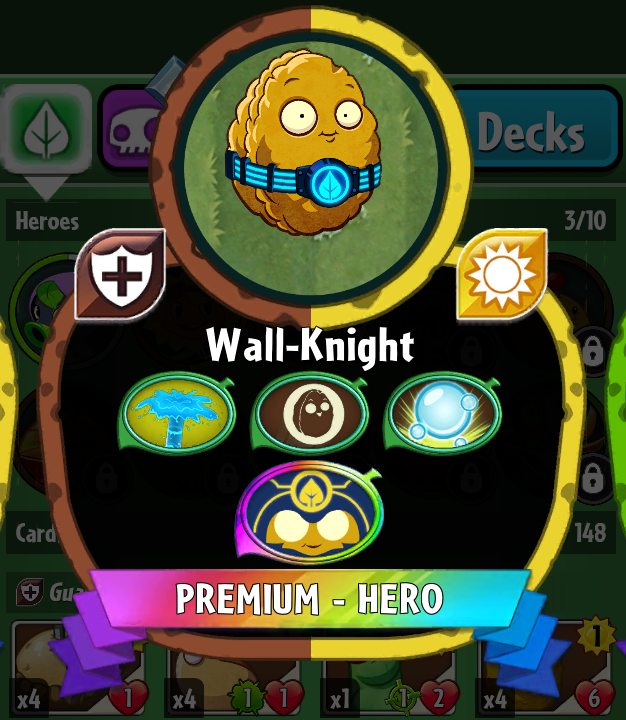 Decks
Heroes 3/10
Wall-Knight
Card 148
PREMIUM - HERO
Gua
x4 1 x4 1 1 x1 1 2 x4 1 6